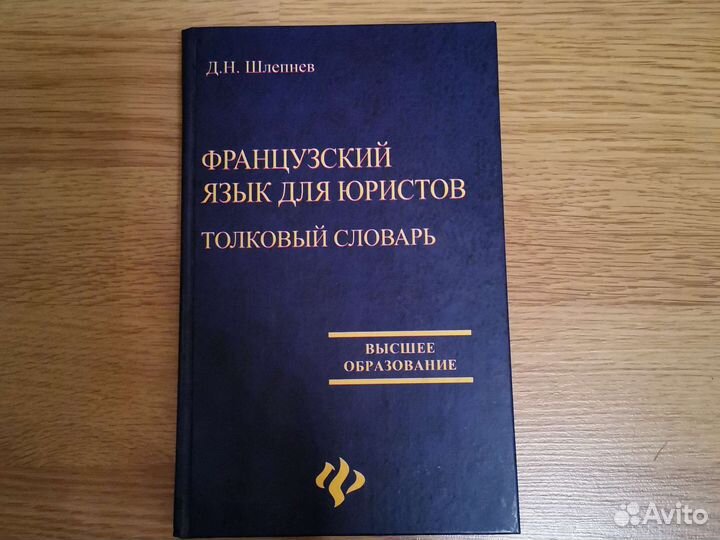 Д.Н. Шлепнев
ФРАНЦУЗСКИЙ
ЯЗЫК ДЛЯ ЮРИСТОВ
ТОЛКОВЫЙ СЛОВАРЬ
ВЫСШЕЕ
ОБРАЗОВАНИЕ
Avito